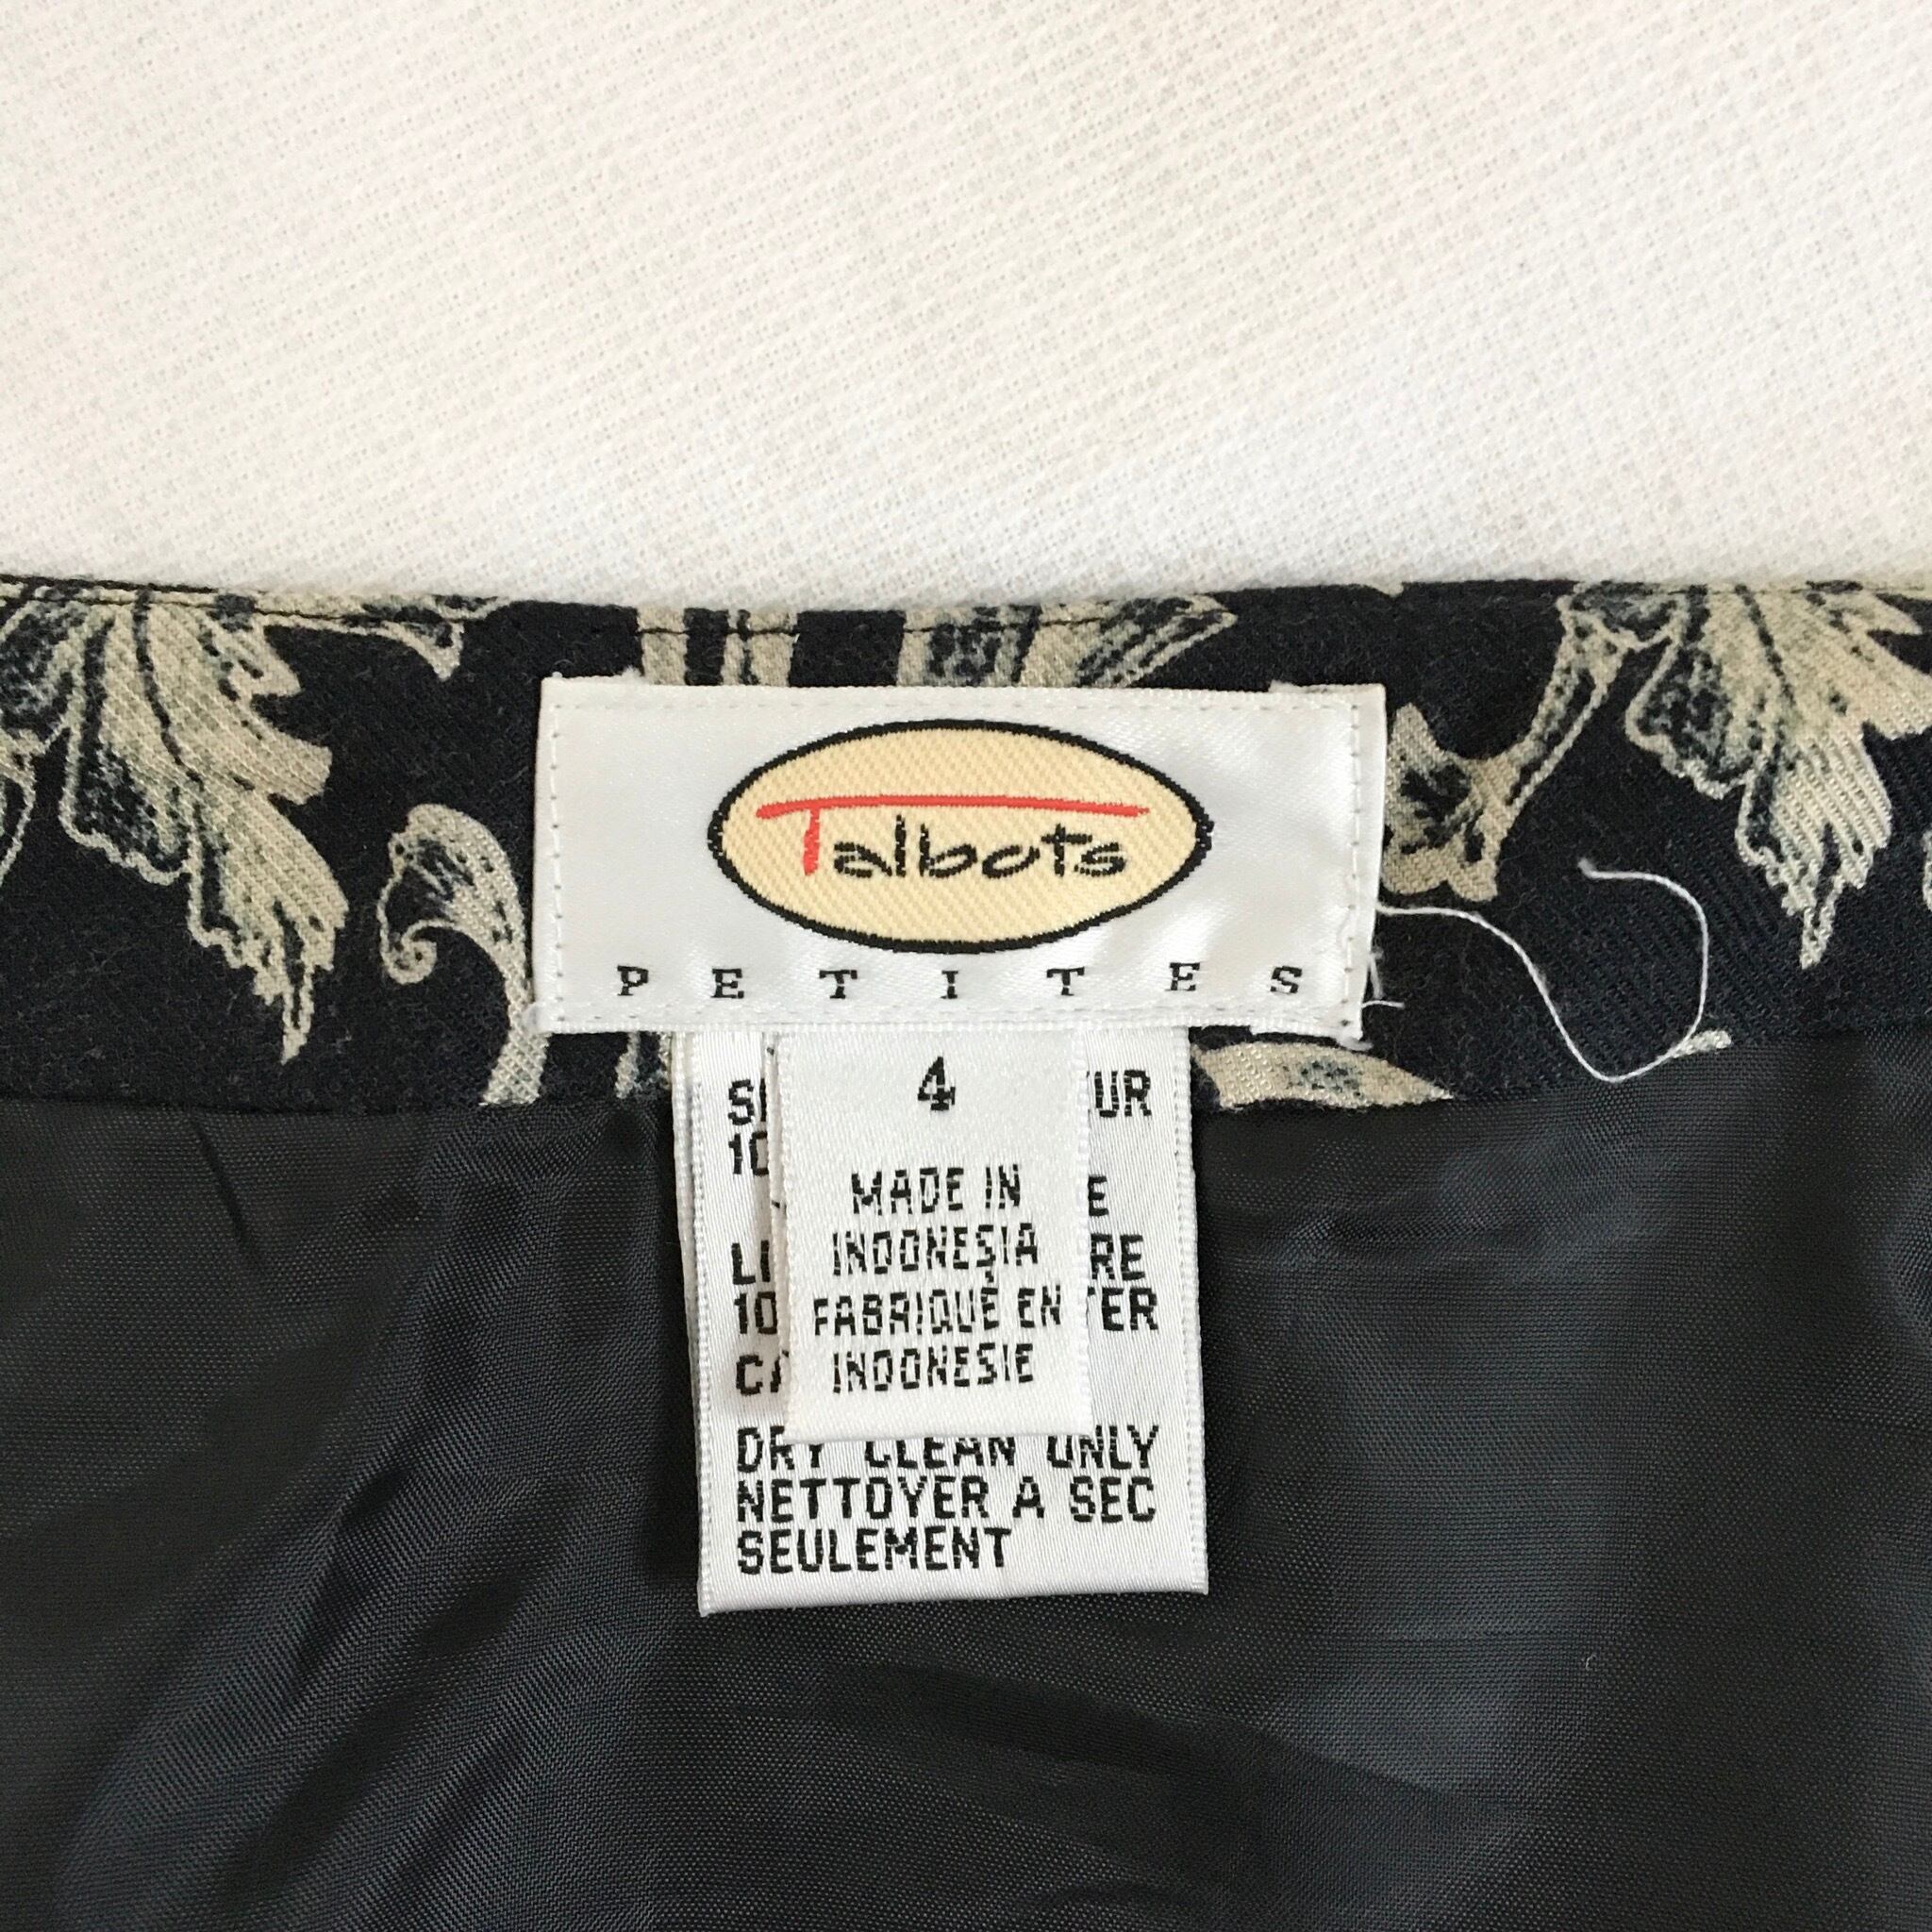 Talbots
PETITES
4
MADE IN
INDONESIA
FABRIQUÉ EN
INDONESIE
DRY CLEAN ONLY
NETTOYER A SEC
SEULEMENT